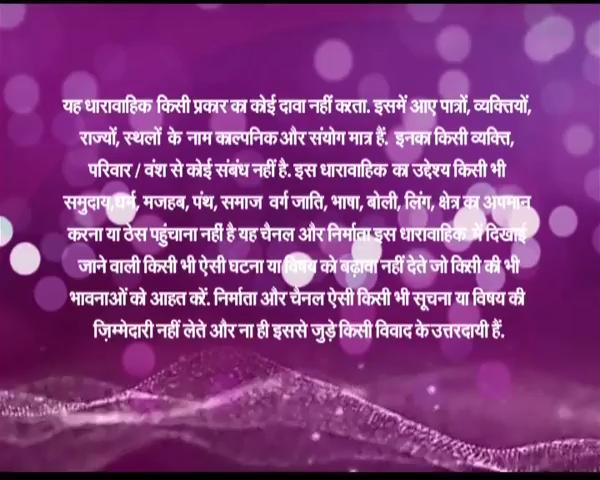 यह धारावाहिक किसी प्रकार का कोई दावा नहीं करता. इसमें आए पात्रों, व्यक्तियों,
राज्यों, स्थलों के नाम काल्पनिक और संयोग मात्र हैं. इनका किसी व्यक्ति,
परिवार / वंश से कोई संबंध नहीं है. इस धारावाहिक का उद्देश्य किसी भी
समुदाय,धर्म, मजहब, पंथ, समाज वर्ग जाति, भाषा, बोली, लिंग, क्षेत्र का अपमान
करना या ठेस पहुंचाना नहीं है यह चैनल और निर्माता इस धारावाहिक में दिखाई
जाने वाली किसी भी ऐसी घटना या विषय को बढ़ावा नहीं देते जो किसी की भी
भावनाओं को आहत करें. निर्माता और चैनल ऐसी किसी भी सूचना या विषय की
ज़िम्मेदारी नहीं लेते और ना ही इससे जुड़े किसी विवाद के उत्तरदायी हैं.